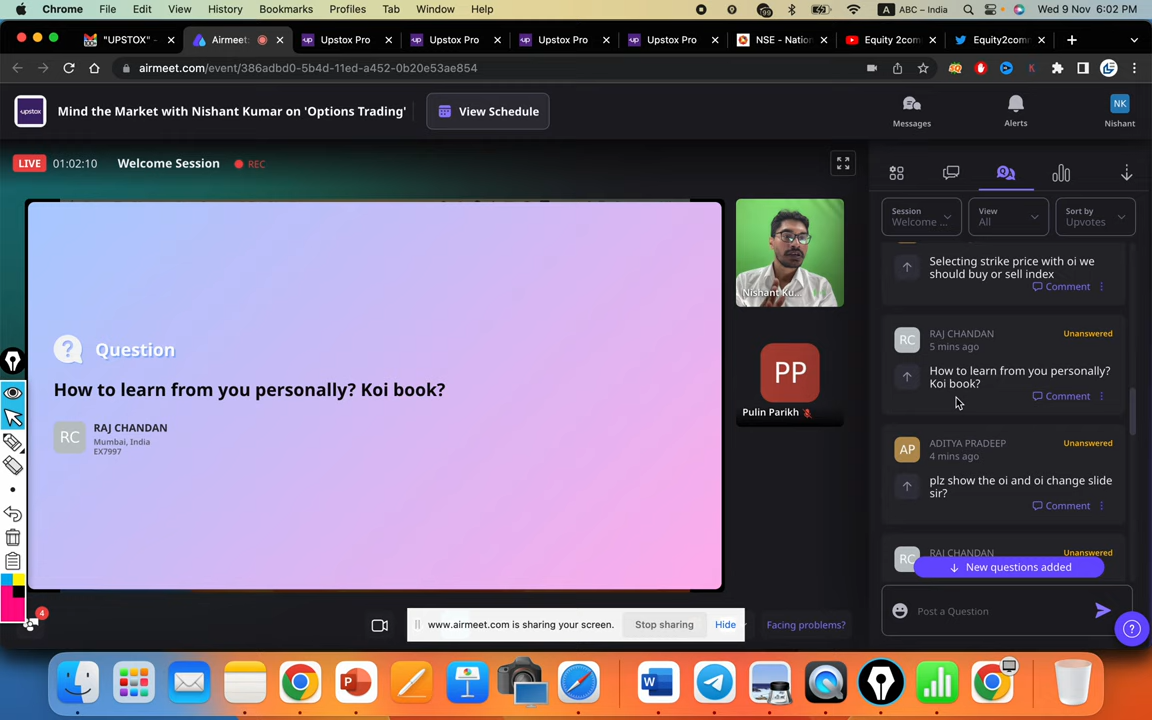 Chrome File Edit View History Bookmarks Profiles Tab Window Help
99 A ABC – India Wed 9 Nov 6:02 PM
"UPSTOX" - Airmeet: Upstox Pro Upstox Pro Upstox Pro Upstox Pro NSE - Nation Equity 2com Equity2com
airmeet.com/event/386adbd0-5b4d-11ed-a452-0b20e53ae854
upstox
Mind the Market with Nishant Kumar on 'Options Trading'
View Schedule
Messages
Alerts
NK
Nishant
LIVE 01:02:10 Welcome Session REC
Session
Welcome ...
View
All
Sort by
Upvotes
Question
How to learn from you personally? Koi book?
RC
RAJ CHANDAN
Mumbai, India
EX7997
Nishant Ku...
PP
Pulin Parikh
Selecting strike price with oi we
should buy or sell index
Comment
RC
RAJ CHANDAN
Unanswered
5 mins ago
How to learn from you personally?
Koi book?
Comment
AP
ADITYA PRADEEP
Unanswered
4 mins ago
plz show the oi and oi change slide
sir?
Comment
RC
RAJ CHANDAN
Unanswered
New questions added
Post a Question
4
www.airmeet.com is sharing your screen.
Stop sharing
Hide
Facing problems?